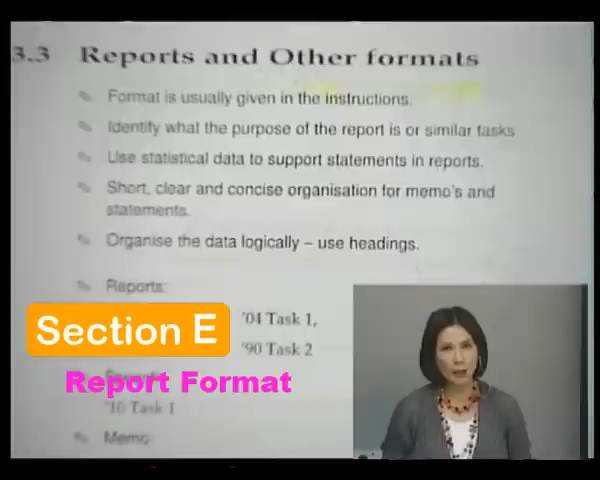 3.3 Reports and Other formats
Format is usually given in the instructions.
Identify what the purpose of the report is or similar tasks
Use statistical data to support statements in reports.
Short, clear and concise organisation for memo's and
statements.
Organise the data logically – use headings.
Reports:
'04 Task 1,
Section E
'90 Task 2
Report Format
'10 Task 1
Memo